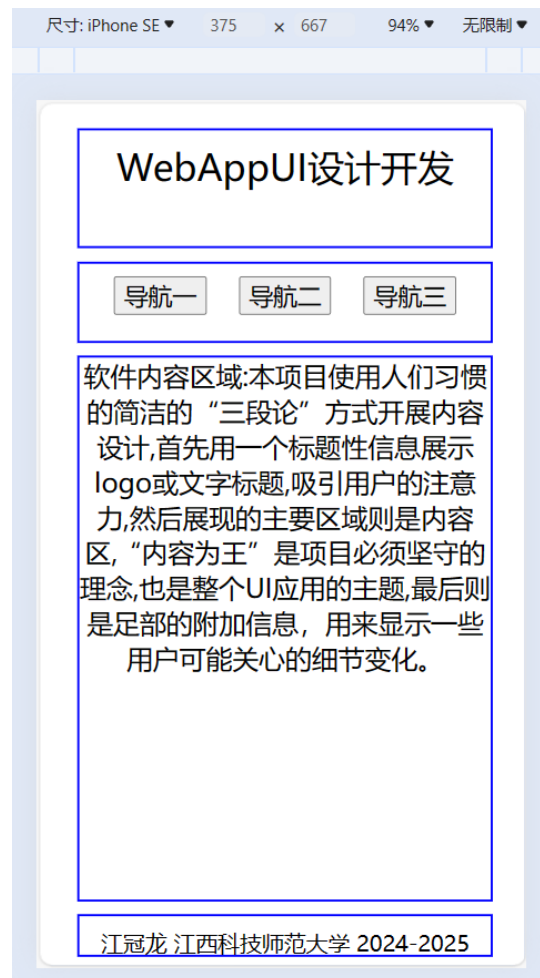 尺寸: iPhone SE ▼ 375 × 667 94% ▼ 无限制 ▼
WebAppUI设计开发
导航一 导航二 导航三
软件内容区域:本项目使用人们习惯
的简洁的“三段论”方式开展内容
设计,首先用一个标题性信息展示
logo或文字标题,吸引用户的注意
力,然后展现的主要区域则是内容
区,“内容为王”是项目必须坚守的
理念,也是整个UI应用的主题,最后则
是足部的附加信息，用来显示一些
用户可能关心的细节变化。
江冠龙 江西科技师范大学 2024-2025